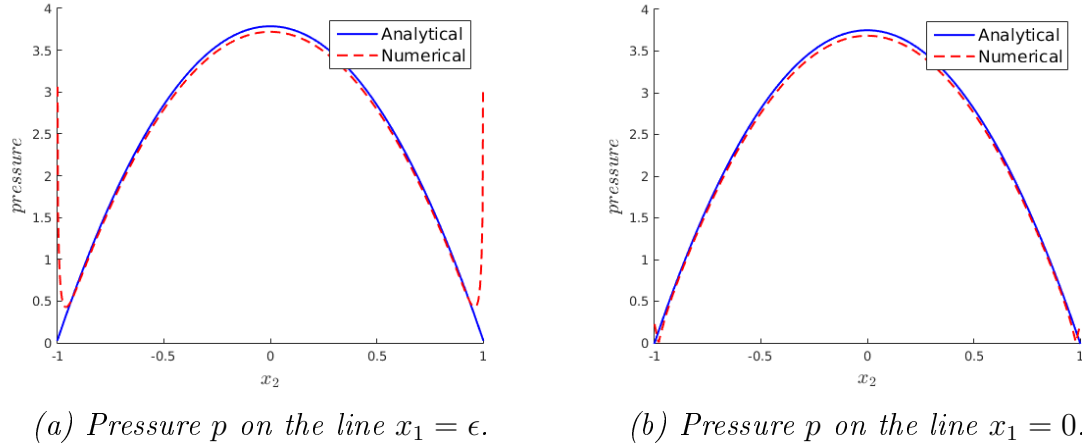 Analytical
Numerical
4
3.5
3
2.5
2
1.5
1
0.5
0
pressure
-1
-0.5
0
0.5
1
x₂
(a) Pressure p on the line x₁ = ϵ.
Analytical
Numerical
4
3.5
3
2.5
2
1.5
1
0.5
0
pressure
-1
-0.5
0
0.5
1
x₂
(b) Pressure p on the line x₁ = 0.